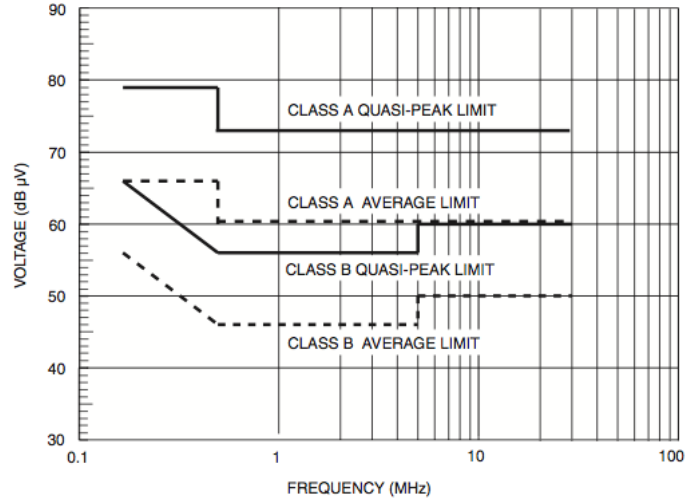 90
80
CLASS A QUASI-PEAK LIMIT
70
CLASS A AVERAGE LIMIT
60
CLASS B QUASI-PEAK LIMIT
50
CLASS B AVERAGE LIMIT
40
30
VOLTAGE (dB µV)
0.1 1 10 100
FREQUENCY (MHz)